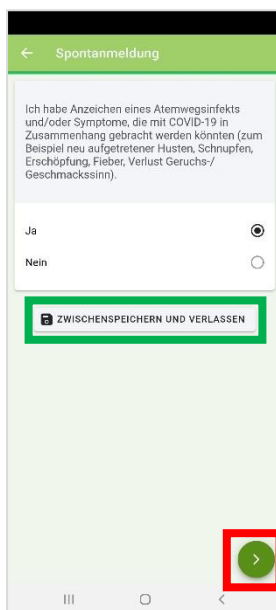 Spontanmeldung
Ich habe Anzeichen eines Atemwegsinfekts
und/oder Symptome, die mit COVID-19 in
Zusammenhang gebracht werden könnten (zum
Beispiel neu aufgetretener Husten, Schnupfen,
Erschöpfung, Fieber, Verlust Geruchs-/
Geschmackssinn).
Ja
Nein
ZWISCHENSPEICHERN UND VERLASSEN